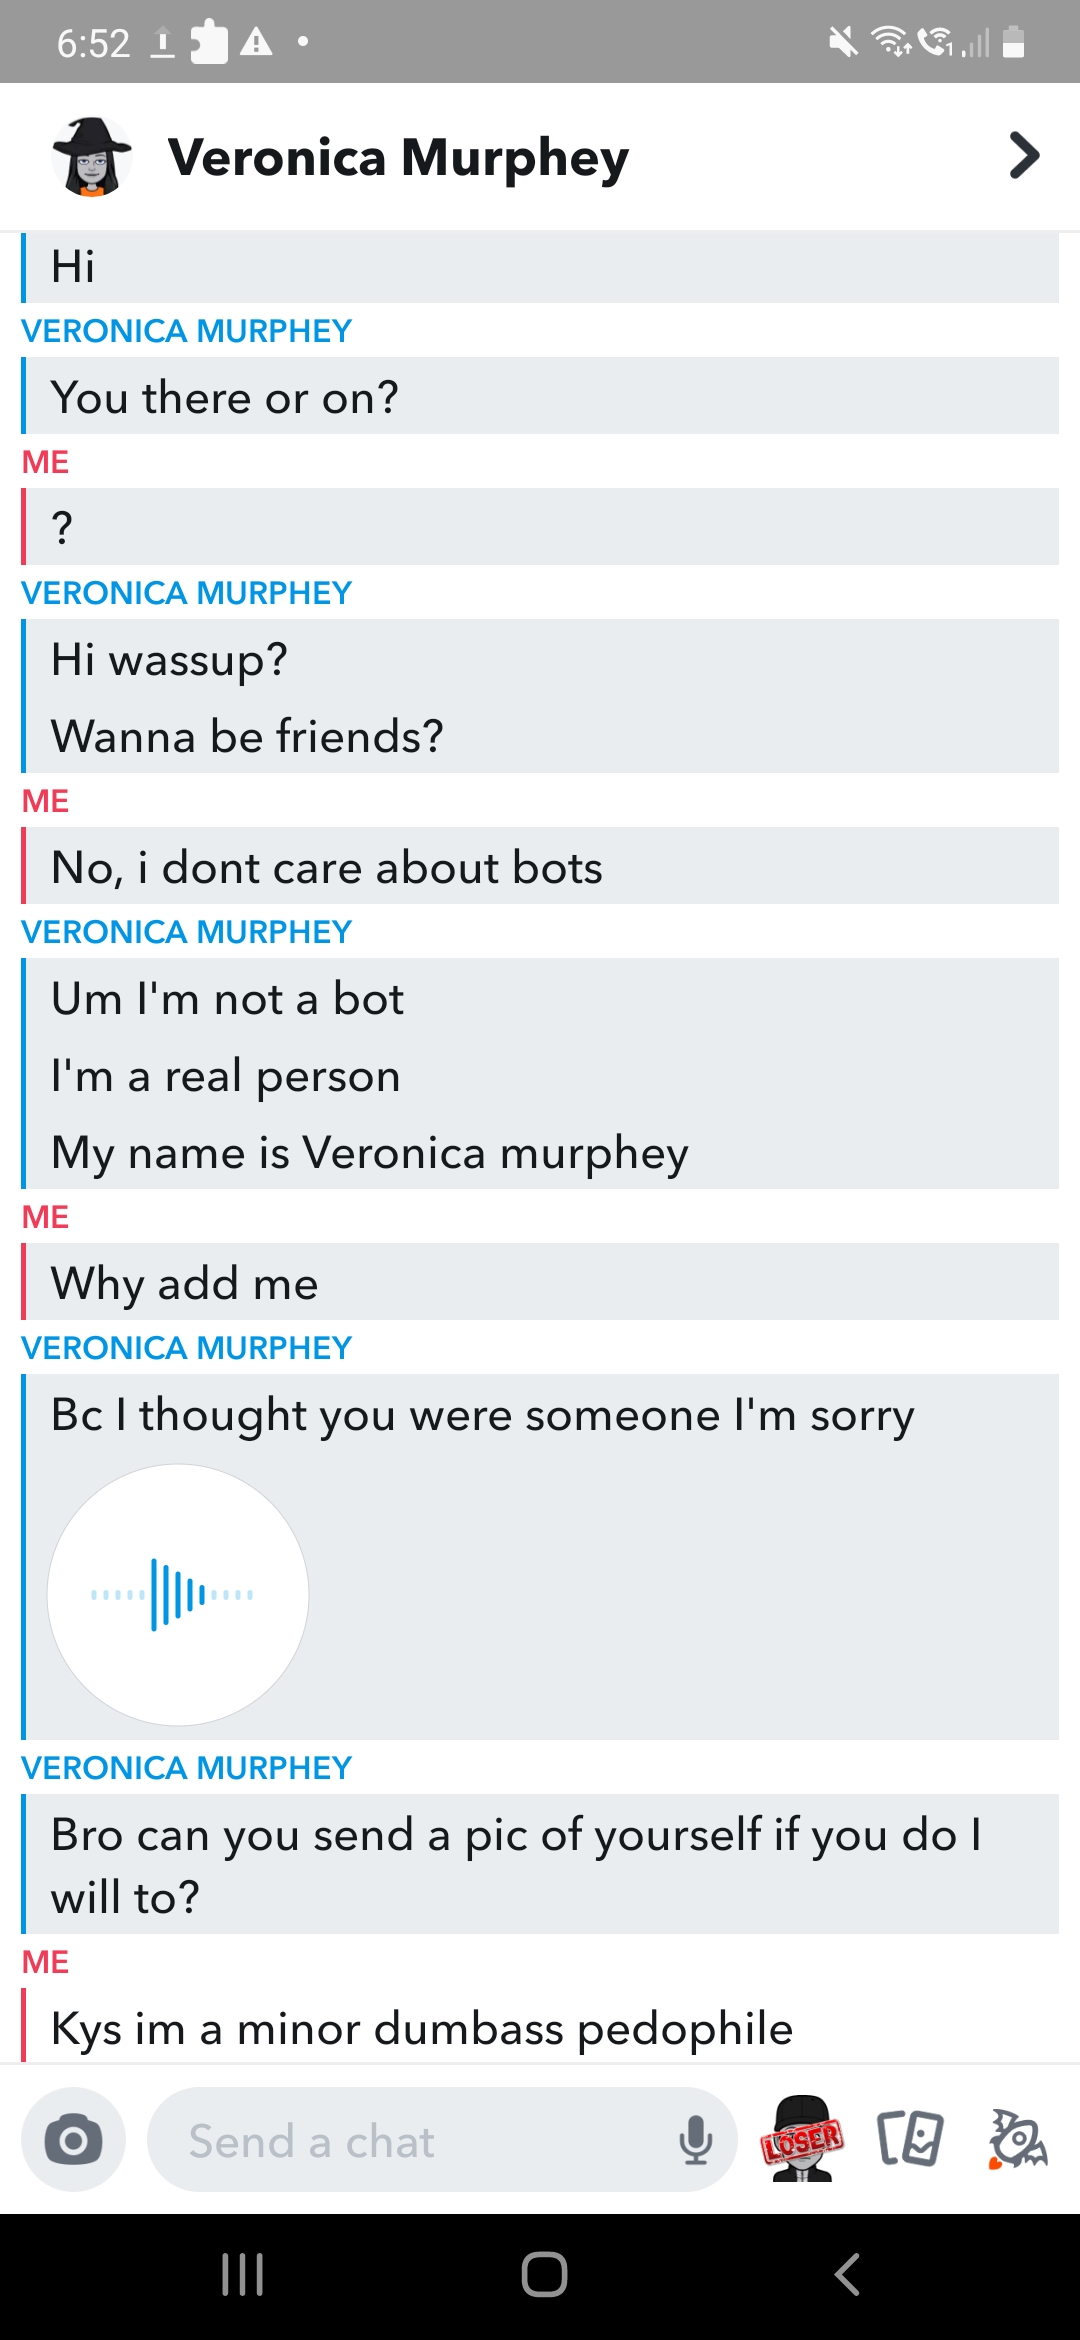 6:52
Veronica Murphey
Hi
VERONICA MURPHEY
You there or on?
ME
?
VERONICA MURPHEY
Hi wassup?
Wanna be friends?
ME
No, i dont care about bots
VERONICA MURPHEY
Um I'm not a bot
I'm a real person
My name is Veronica murphey
ME
Why add me
VERONICA MURPHEY
Bc I thought you were someone I'm sorry
VERONICA MURPHEY
Bro can you send a pic of yourself if you do I
will to?
ME
Kys im a minor dumbass pedophile
Send a chat
LOSER